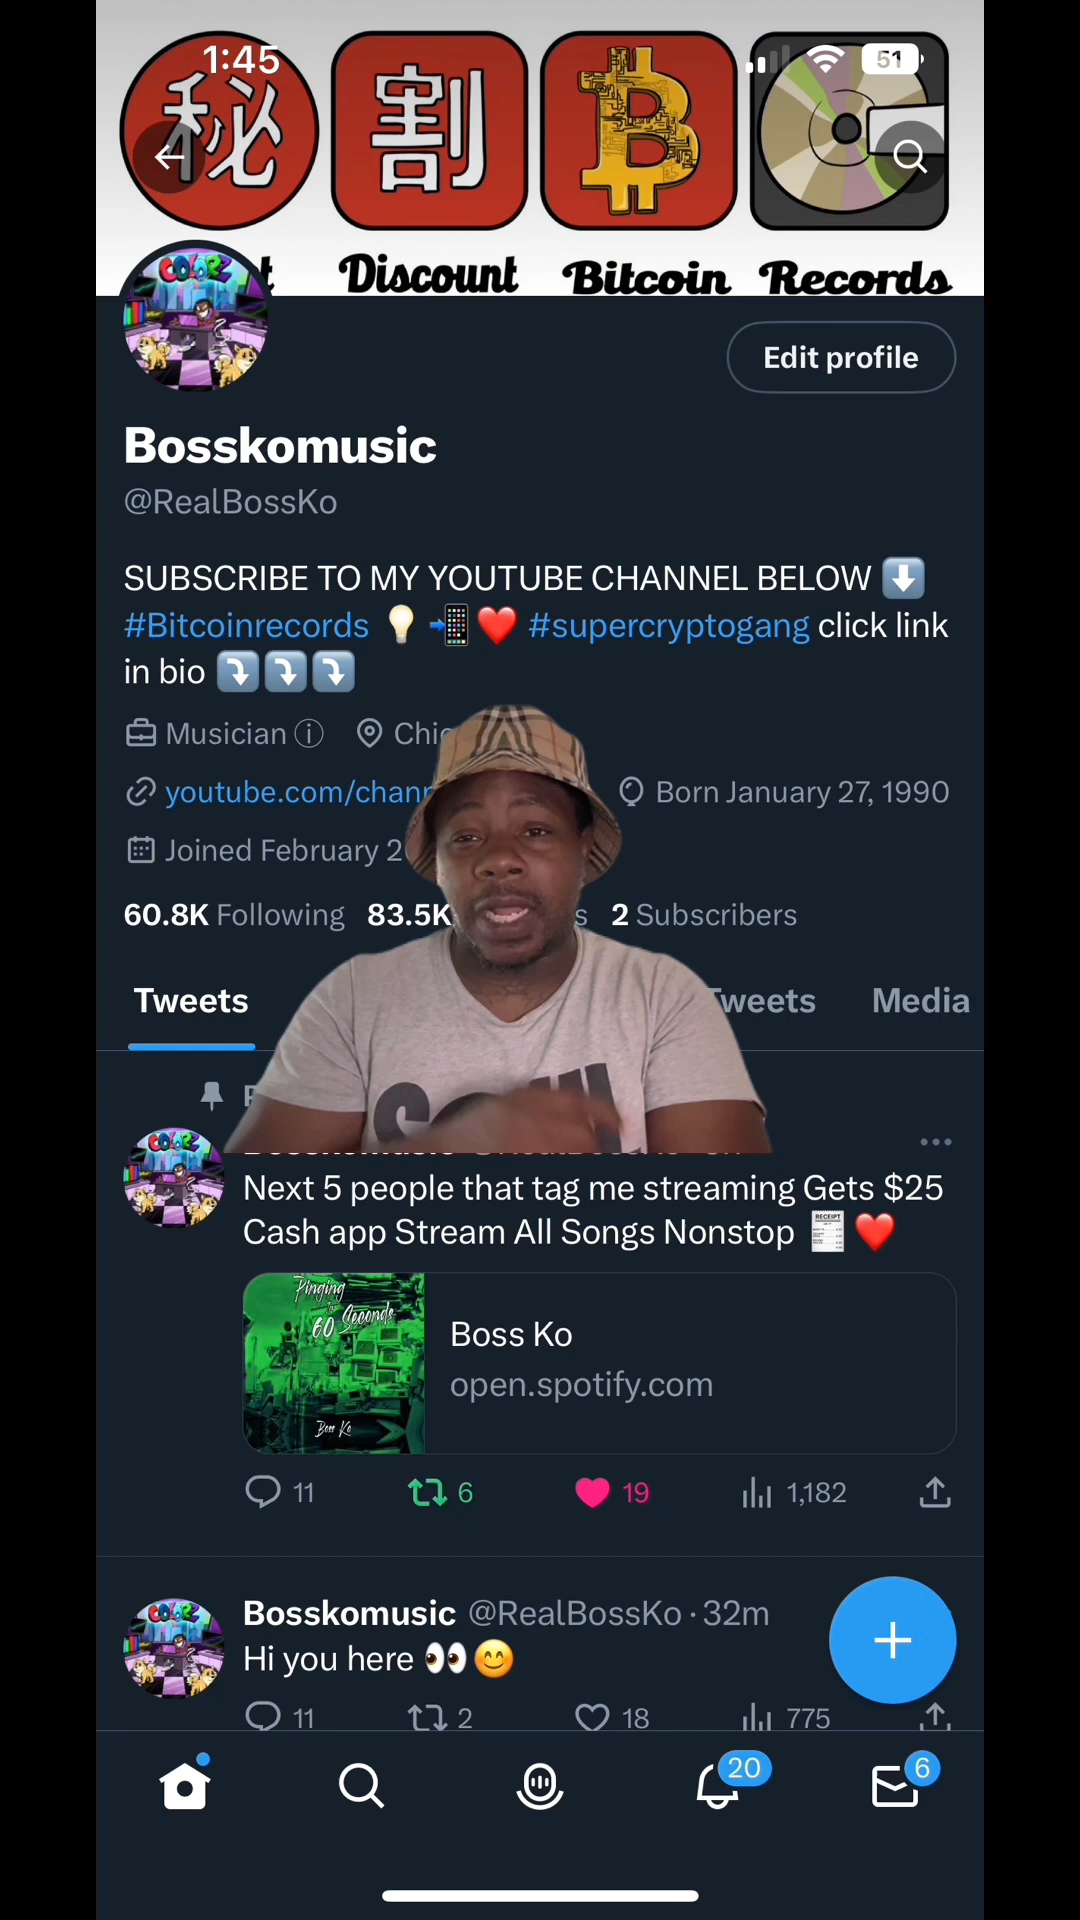 1:45
51
秘
割
Discount
Bitcoin
Records
COLORZ
Edit profile
Bosskomusic
@RealBossKo
SUBSCRIBE TO MY YOUTUBE CHANNEL BELOW ⬇️
#Bitcoinrecords 💡 📲 ❤️ #supercryptogang click link
in bio ⤵️ ⤵️ ⤵️
Musician
youtube.com/chann
Born January 27, 1990
Joined February 2
60.8K Following 83.5K 2 Subscribers
Tweets
Tweets Media
Next 5 people that tag me streaming Gets $25
Cash app Stream All Songs Nonstop 🧾 ❤️
Pinging
In
60 Seconds
Boss Ko
Boss Ko
open.spotify.com
11 6 19 1,182
Bosskomusic @RealBossKo · 32m
Hi you here 👀 😊
11 2 18 775
20 6